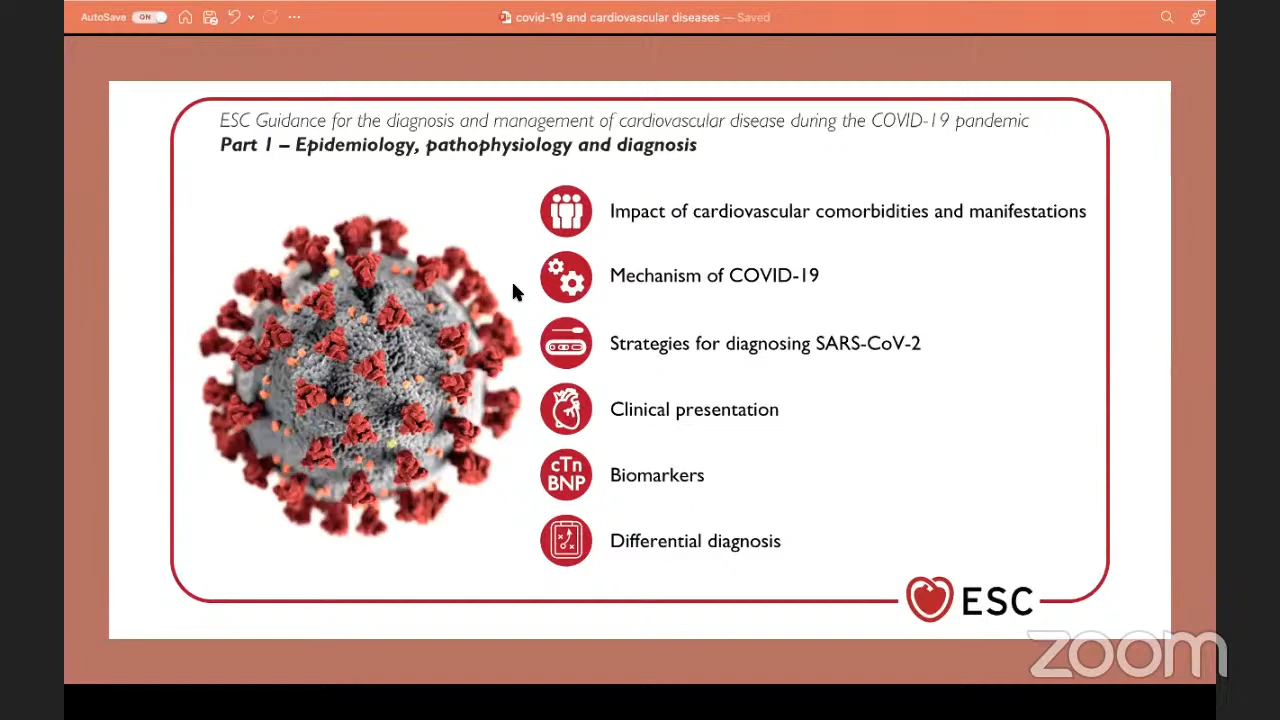 AutoSave ON
covid-19 and cardiovascular diseases — Saved
ESC Guidance for the diagnosis and management of cardiovascular disease during the COVID-19 pandemic
Part 1 – Epidemiology, pathophysiology and diagnosis
Impact of cardiovascular comorbidities and manifestations
Mechanism of COVID-19
Strategies for diagnosing SARS-CoV-2
Clinical presentation
cTn
BNP
Biomarkers
Differential diagnosis
ESC
zoom